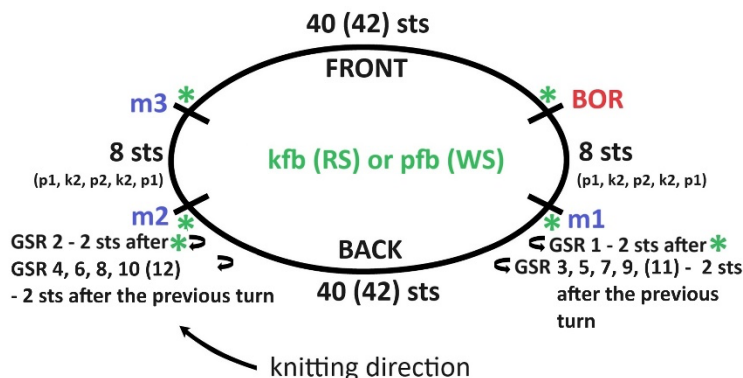 40 (42) sts
FRONT
m3 *
* BOR
8 sts
(p1, k2, p2, k2, p1)
kfb (RS) or pfb (WS)
8 sts
(p1, k2, p2, k2, p1)
m2
*
* m1
GSR 2 - 2 sts after *
GSR 4, 6, 8, 10 (12)
- 2 sts after the previous turn
BACK
40 (42) sts
GSR 1 - 2 sts after *
GSR 3, 5, 7, 9, (11) - 2 sts
after the previous
turn
knitting direction